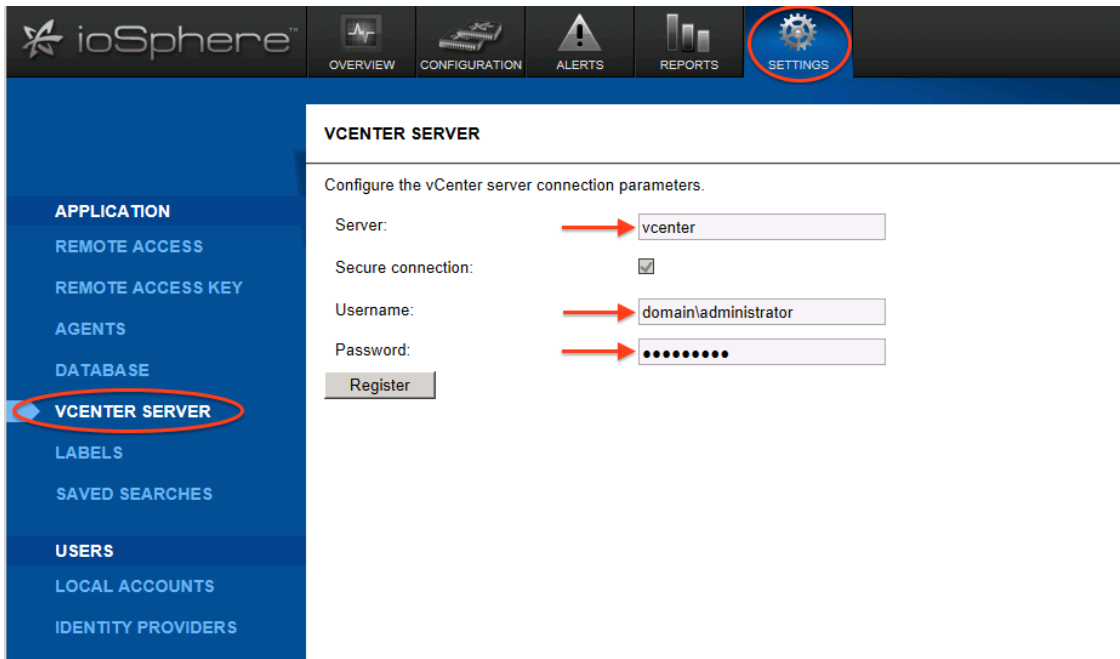 ioSphere™
OVERVIEW
CONFIGURATION
ALERTS
REPORTS
SETTINGS
VCENTER SERVER
Configure the vCenter server connection parameters.
Server: vcenter
Secure connection:
Username: domain\administrator
Password: •••••••••
Register
APPLICATION
REMOTE ACCESS
REMOTE ACCESS KEY
AGENTS
DATABASE
VCENTER SERVER
LABELS
SAVED SEARCHES
USERS
LOCAL ACCOUNTS
IDENTITY PROVIDERS